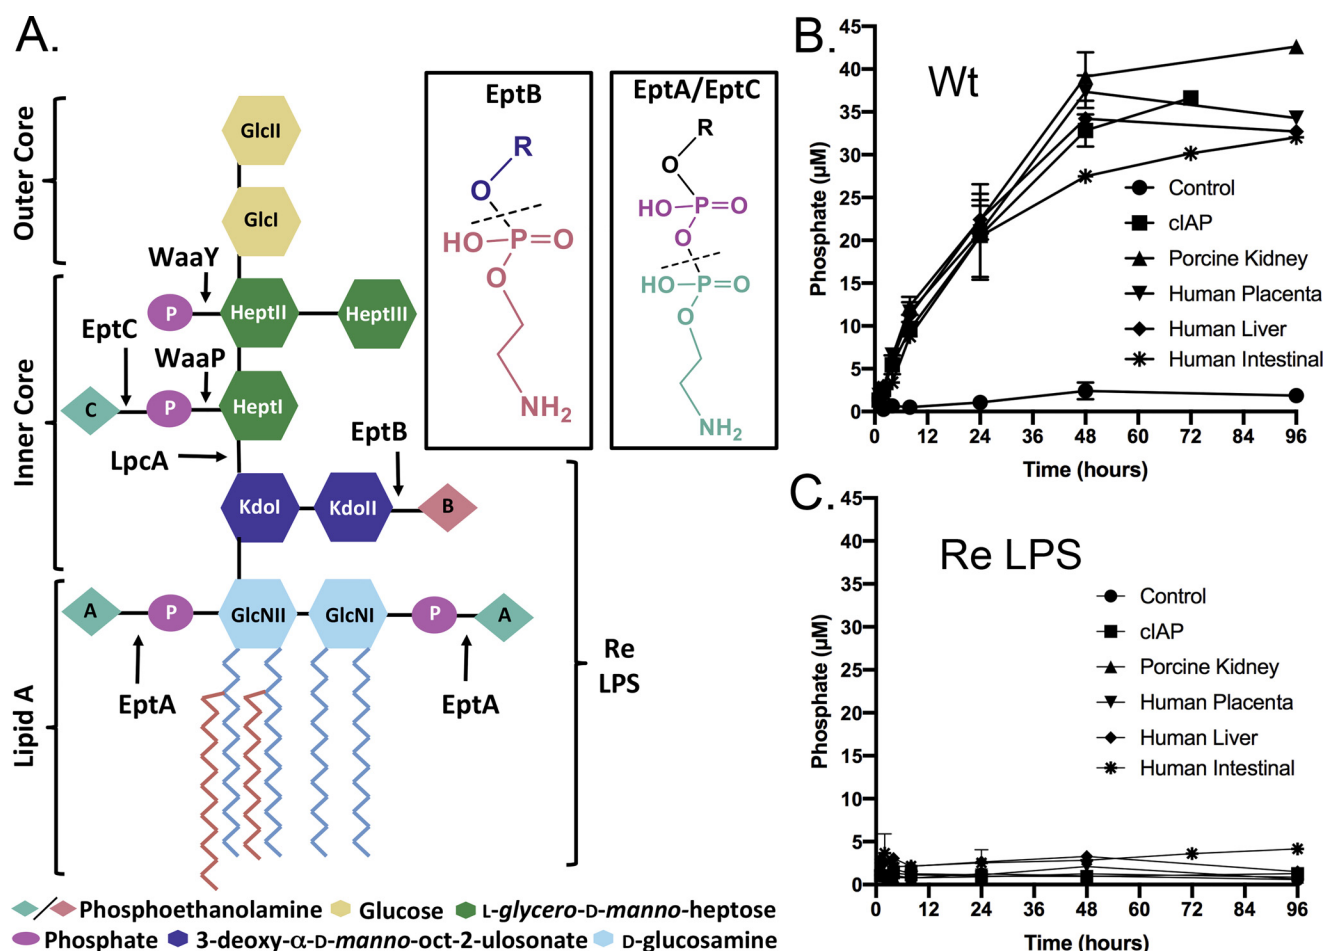 A.
Outer Core
Inner Core
Lipid A
GlcII
GlcI
WaaY
P
HeptII
HeptIII
EptC
WaaP
C
P
HeptI
LpcA
EptB
KdoI
KdoII
B
A
P
GlcNII
GlcNI
P
A
EptA
EptA
Re
LPS
EptB
R
O
HO
P
O
O
NH2
EptA/EptC
R
O
HO
P
O
O
HO
P
O
O
NH2
Phosphoethanolamine
Glucose
L-glycero-D-manno-heptose
Phosphate
3-deoxy-α-D-manno-oct-2-ulosonate
D-glucosamine
B.
Wt
Phosphate (µM)
45
40
35
30
25
20
15
10
5
0
0 12 24 36 48 60 72 84 96
Time (hours)
Control
cIAP
Porcine Kidney
Human Placenta
Human Liver
Human Intestinal
C.
Re LPS
Phosphate (µM)
45
40
35
30
25
20
15
10
5
0
0 12 24 36 48 60 72 84 96
Time (hours)
Control
cIAP
Porcine Kidney
Human Placenta
Human Liver
Human Intestinal